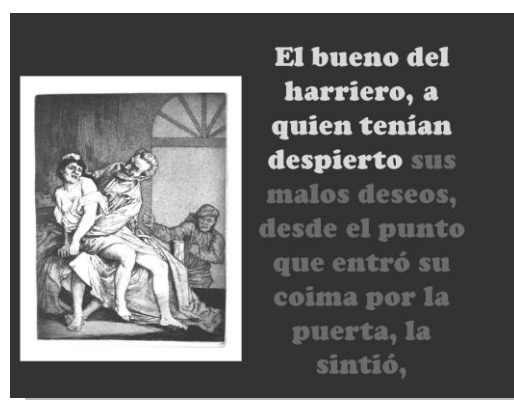 El bueno del
harriero, a
quien tenían
despierto sus
malos deseos,
desde el punto
que entró su
coima por la
puerta, la
sintió,